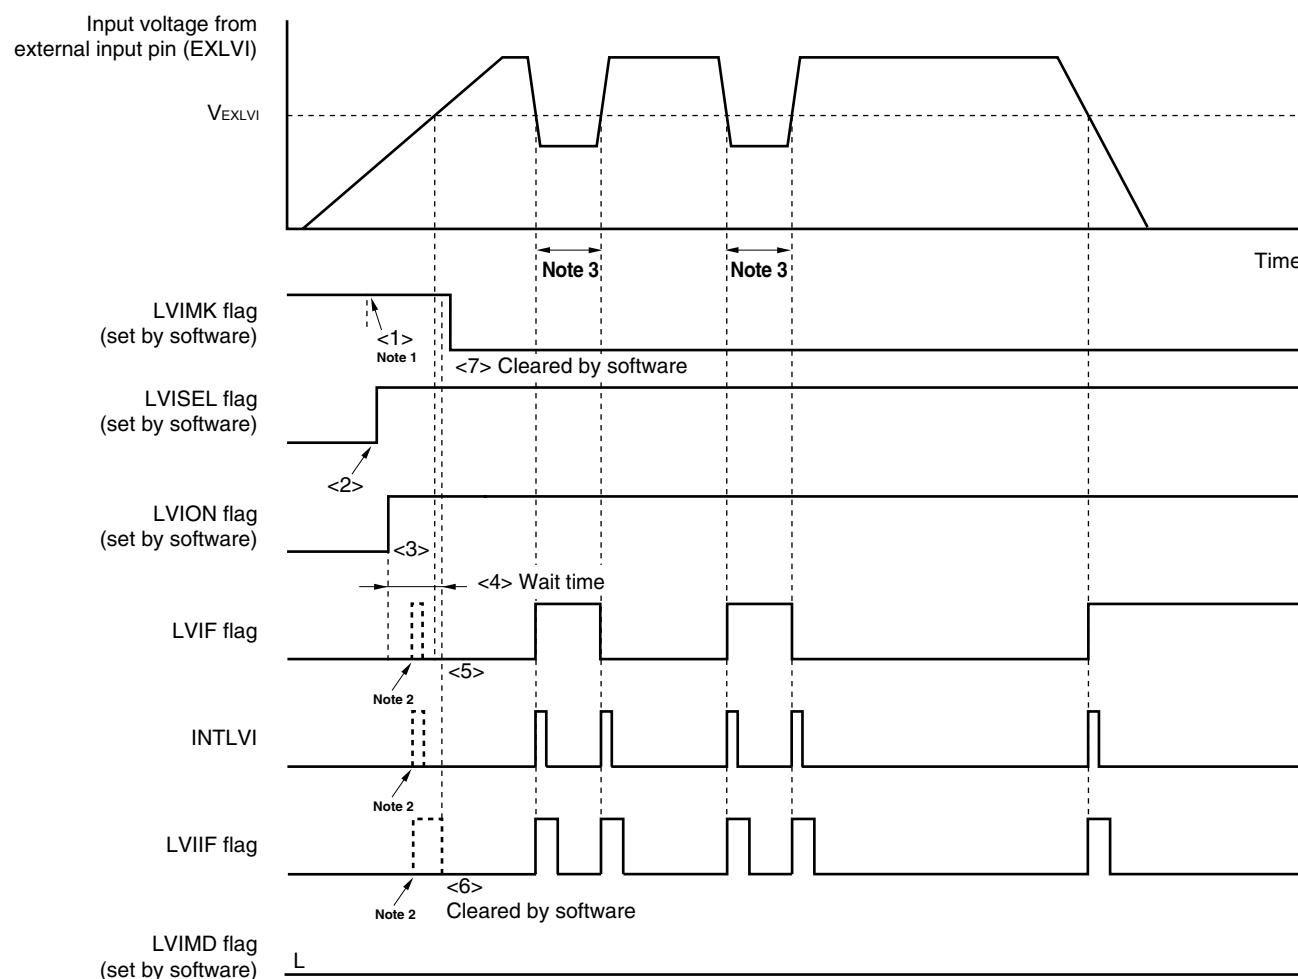 Input voltage from
external input pin (EXLVI)
VEXLVI
Note 3
Note 3
Time
LVIMK flag
(set by software)
<1>
Note 1
<7> Cleared by software
LVISEL flag
(set by software)
<2>
LVION flag
(set by software)
<3>
<4> Wait time
LVIF flag
<5>
Note 2
INTLVI
Note 2
LVIIF flag
<6>
Note 2
Cleared by software
LVIMD flag
(set by software)
L